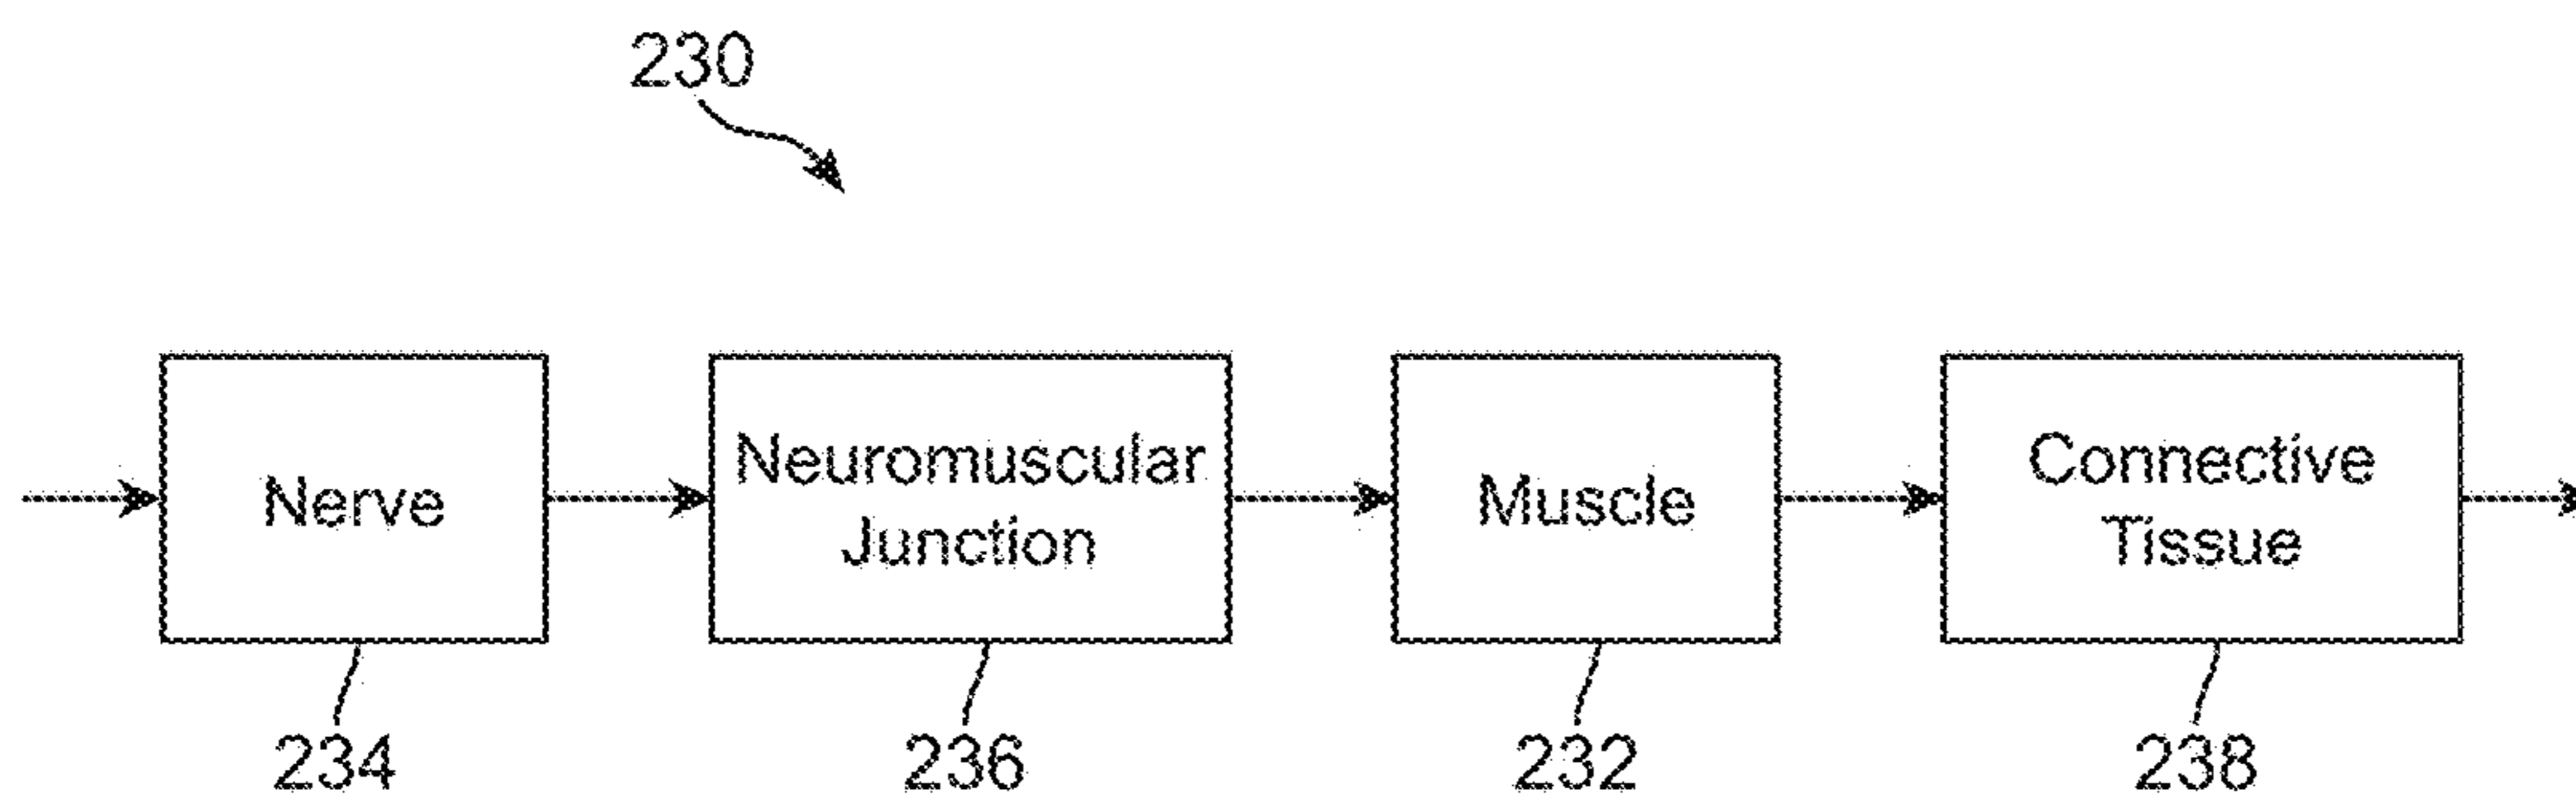 230
Nerve
Neuromuscular
Junction
Muscle
Connective
Tissue
234
236
232
238